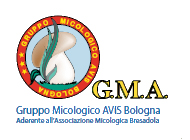 GRUPPO MICOLOGICO AVIS BOLOGNA
G.M.A.
Gruppo Micologico AVIS Bologna
Aderente all'Associazione Micologica Bresadola